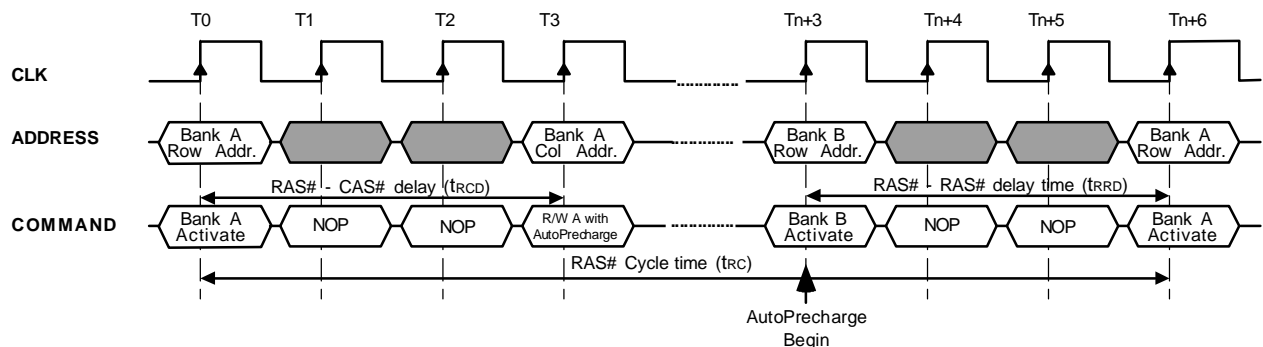 T0 T1 T2 T3 Tn+3 Tn+4 Tn+5 Tn+6
CLK
ADDRESS
Bank A
Row Addr.
Bank A
Col Addr.
Bank B
Row Addr.
Bank A
Row Addr.
RAS# - CAS# delay (tRCD)
RAS# - RAS# delay time (tRRD)
COMMAND
Bank A
Activate
NOP
NOP
R/W A with
AutoPrecharge
Bank B
Activate
NOP
NOP
Bank A
Activate
RAS# Cycle time (tRC)
AutoPrecharge
Begin